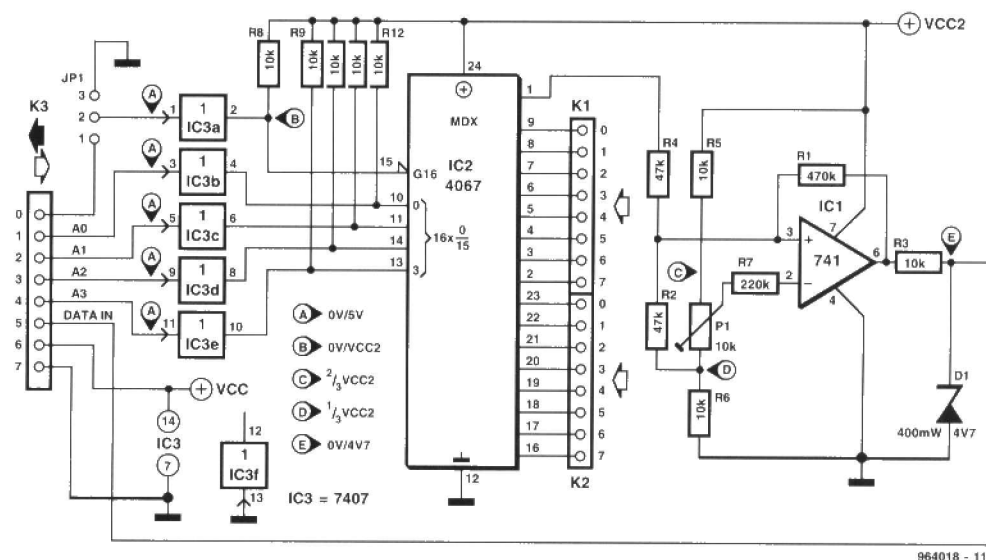 VCC2
R8
10k
R9
10k
10k
10k
R12
10k
24
JP1
3
2
1
K3
A
1
1
IC3a
2
B
A
3
1
IC3b
4
A
5
1
IC3c
6
A
9
1
IC3d
8
A
11
1
IC3e
10
0
1
2
3
4
5
6
7
A0
A1
A2
A3
DATA IN
VCC
14
IC3
7
12
1
IC3f
13
IC3 = 7407
A 0V/5V
B 0V/VCC2
C 2/3VCC2
D 1/3VCC2
E 0V/4V7
MDX
IC2
4067
15
G16
10
0
11
14
13
3
16x 0/15
12
1
9
8
7
6
5
4
3
2
23
22
21
20
19
18
17
16
K1
0
1
2
3
4
5
6
7
0
1
2
3
4
5
6
7
K2
R4
47k
R5
10k
R1
470k
IC1
741
3
+
2
−
7
6
4
R3
10k
E
C
R7
220k
R2
47k
P1
10k
D
R6
10k
D1
400mW
4V7
964018 - 11